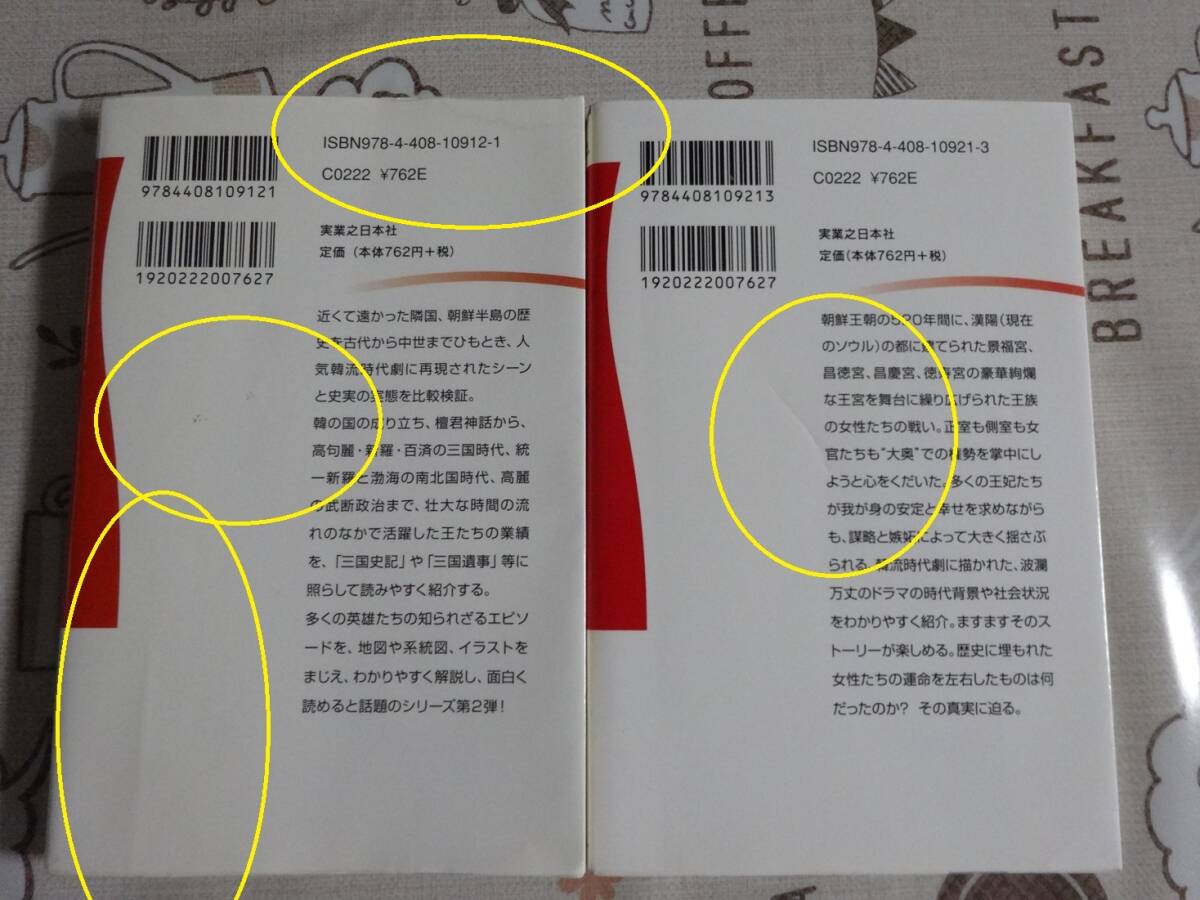 ISBN978-4-408-10912-1
9784408109121
C0222 ¥762E
1920222007627
実業之日本社
定価（本体762円+税）
近くて遠かった隣国、朝鮮半島の歴
史を古代から中世までひもとき、人
気韓流時代劇に再現されたシーン
と史実の実態を比較検証。
韓の国の成り立ち、檀君神話から、
高句麗・新羅・百済の三国時代、統
一新羅と渤海の南北国時代、高麗
の武断政治まで、壮大な時間の流
れのなかで活躍した王たちの業績
を、「三国史記」や「三国遺事」等に
照らして読みやすく紹介する。
多くの英雄たちの知られざるエピソ
ードを、地図や系統図、イラストを
まじえ、わかりやすく解説し、面白く
読めると話題のシリーズ第2弾！
ISBN978-4-408-10921-3
9784408109213
C0222 ¥762E
1920222007627
実業之日本社
定価（本体762円+税）
朝鮮王朝の520年間に、漢陽（現在
のソウル）の都に建てられた景福宮、
昌徳宮、昌慶宮、徳寿宮の豪華絢爛
な王宮を舞台に繰り広げられた王族
の女性たちの戦い。正室も側室も女
官たちも"大奥"での権勢を掌中にし
ようと心をくだいた。多くの王妃たち
が我が身の安定と幸せを求めながら
も、謀略と嫉妬によって大きく揺さぶ
られる。韓流時代劇に描かれた、波瀾
万丈のドラマの時代背景や社会状況
をわかりやすく紹介。ますますそのス
トーリーが楽しめる。歴史に埋もれた
女性たちの運命を左右したものは何
だったのか？ その真実に迫る。
OFFE
BREAKFAST